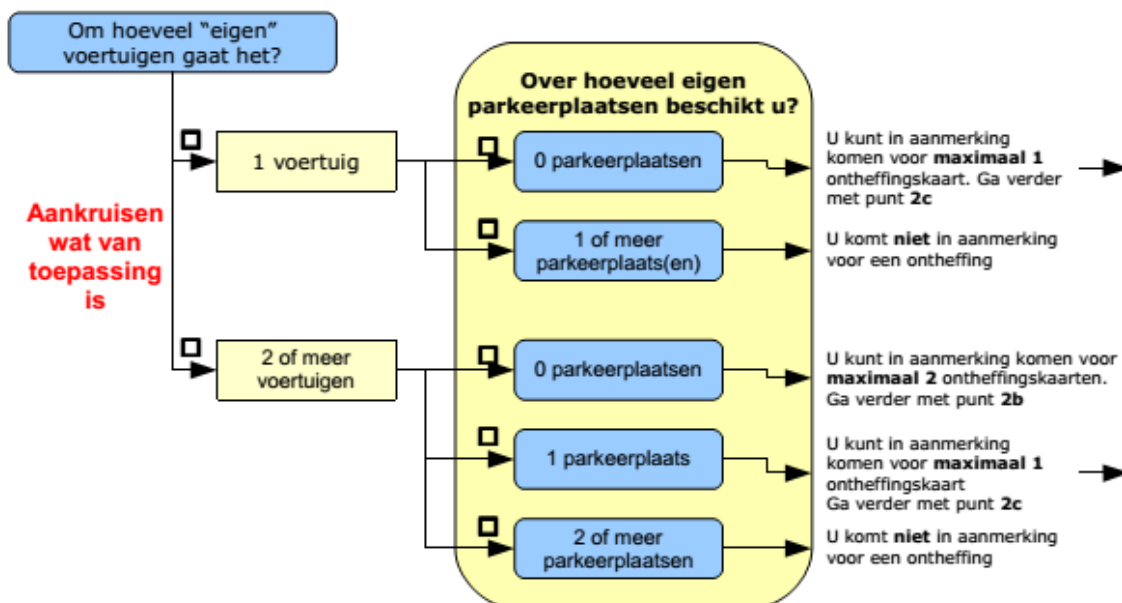 Om hoeveel “eigen”
voertuigen gaat het?
Over hoeveel eigen
parkeerplaatsen beschikt u?
Aankruisen
wat van
toepassing
is
1 voertuig
0 parkeerplaatsen
U kunt in aanmerking
komen voor maximaal 1
ontheffingskaart. Ga verder
met punt 2c
1 of meer
parkeerplaats(en)
U komt niet in aanmerking
voor een ontheffing
2 of meer
voertuigen
0 parkeerplaatsen
U kunt in aanmerking komen voor
maximaal 2 ontheffingskaarten.
Ga verder met punt 2b
1 parkeerplaats
U kunt in aanmerking
komen voor maximaal 1
ontheffingskaart
Ga verder met punt 2c
2 of meer
parkeerplaatsen
U komt niet in aanmerking
voor een ontheffing